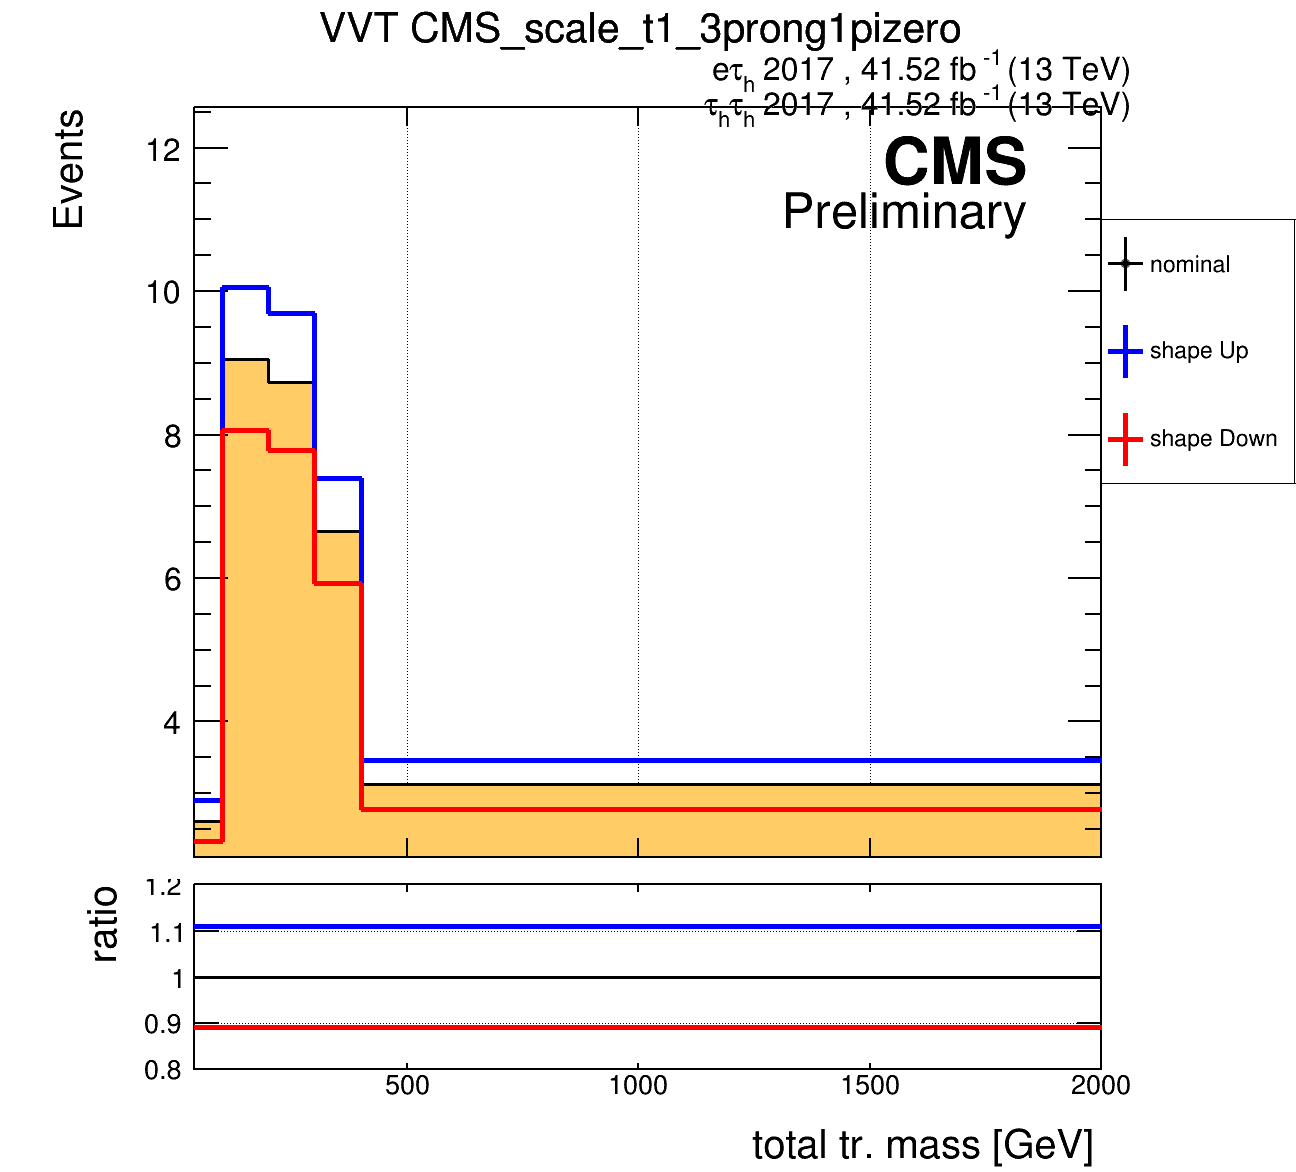 VVT CMS_scale_t1_3prong1pizero
eτh 2017 , 41.52 fb-1 (13 TeV)
τhτh 2017 , 41.52 fb-1 (13 TeV)
Events
12
10
8
6
4
CMS
Preliminary
nominal
shape Up
shape Down
ratio
1.2
1.1
1
0.9
0.8
500
1000
1500
2000
total tr. mass [GeV]